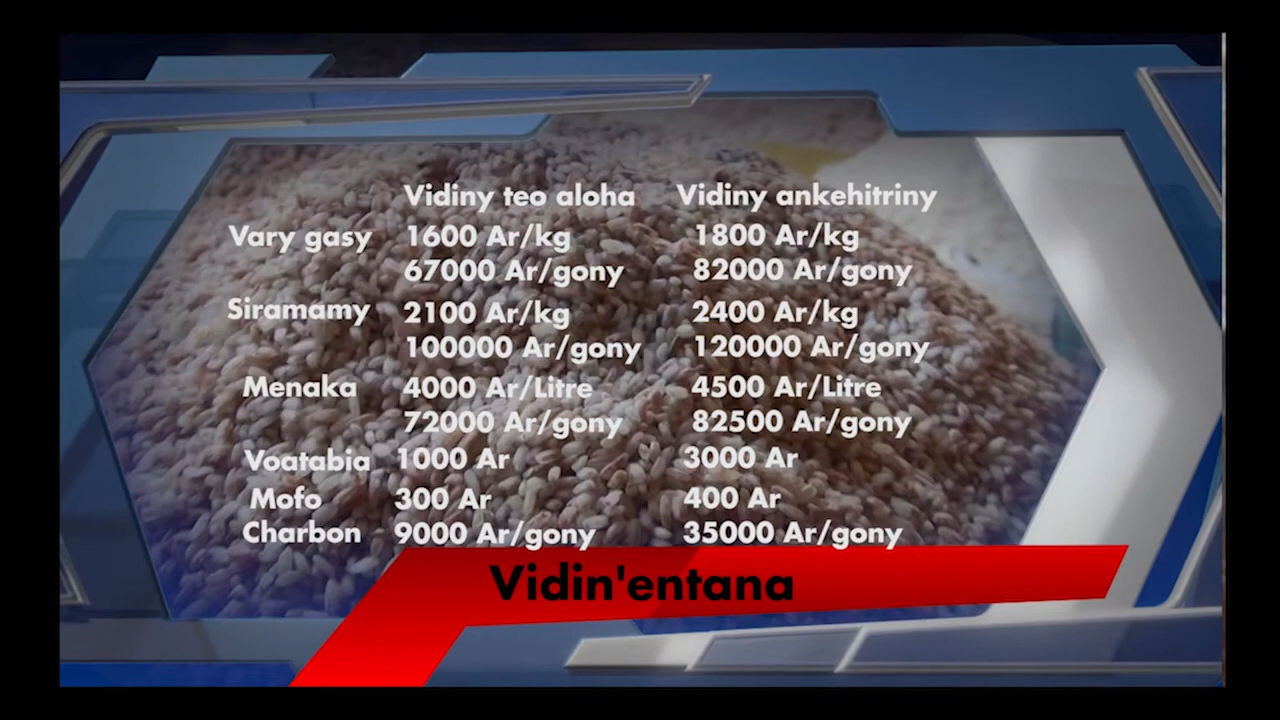 Vidiny teo aloha Vidiny ankehitriny
Vary gasy 1600 Ar/kg 1800 Ar/kg
67000 Ar/gony 82000 Ar/gony
Siramamy 2100 Ar/kg 2400 Ar/kg
100000 Ar/gony 120000 Ar/gony
Menaka 4000 Ar/Litre 4500 Ar/Litre
72000 Ar/gony 82500 Ar/gony
Voatabia 1000 Ar 3000 Ar
Mofo 300 Ar 400 Ar
Charbon 9000 Ar/gony 35000 Ar/gony
Vidin'entana